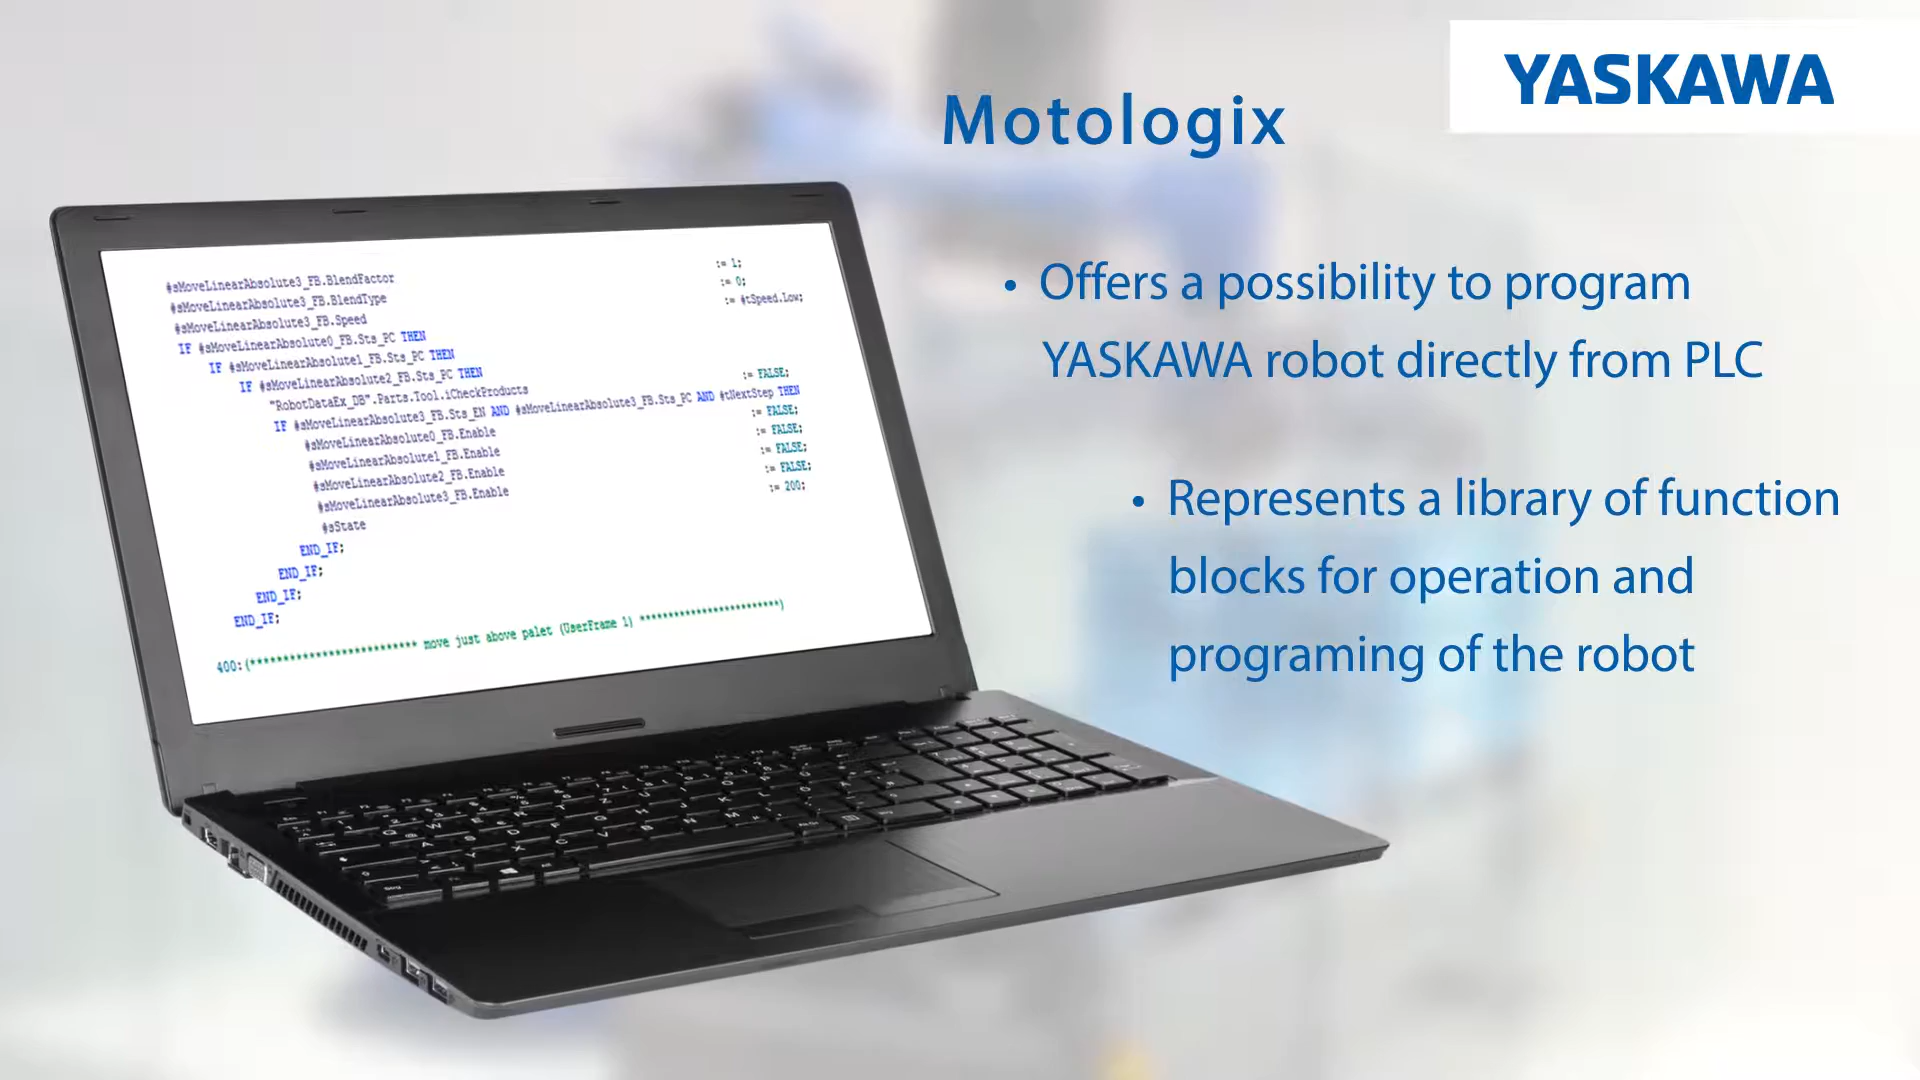 YASKAWA
Motologix
• Offers a possibility to program
YASKAWA robot directly from PLC
• Represents a library of function
blocks for operation and
programing of the robot
#sMoveLinearAbsolute3_FB.BlendFactor := 1;
#sMoveLinearAbsolute3_FB.BlendType := 0;
#sMoveLinearAbsolute3_FB.Speed := #tSpeed.Low;
IF #sMoveLinearAbsolute0_FB.Sts_PC THEN
IF #sMoveLinearAbsolute1_FB.Sts_PC THEN
IF #sMoveLinearAbsolute2_FB.Sts_PC THEN
"RobotDataEx_DB".Parts.Tool.iCheckProducts := FALSE;
IF #sMoveLinearAbsolute3_FB.Sts_EN AND #sMoveLinearAbsolute3_FB.Sts_PC AND #tNextStep THEN
#sMoveLinearAbsolute0_FB.Enable := FALSE;
#sMoveLinearAbsolute1_FB.Enable := FALSE;
#sMoveLinearAbsolute2_FB.Enable := FALSE;
#sMoveLinearAbsolute3_FB.Enable := FALSE;
#sState := 200;
END_IF;
END_IF;
END_IF;
END_IF;
400:(************************** move just above palet (UserFrame 1) *************************)